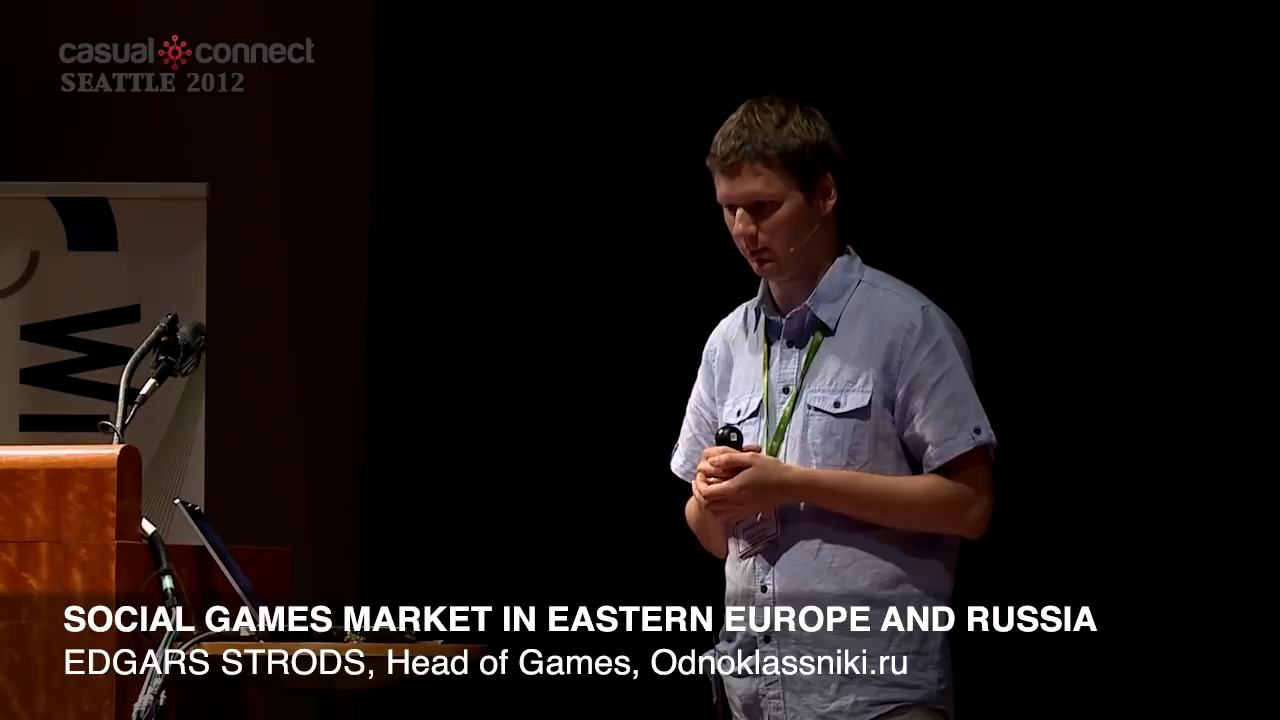 casual connect
SEATTLE 2012
WI
SOCIAL GAMES MARKET IN EASTERN EUROPE AND RUSSIA
EDGARS STRODS, Head of Games, Odnoklassniki.ru